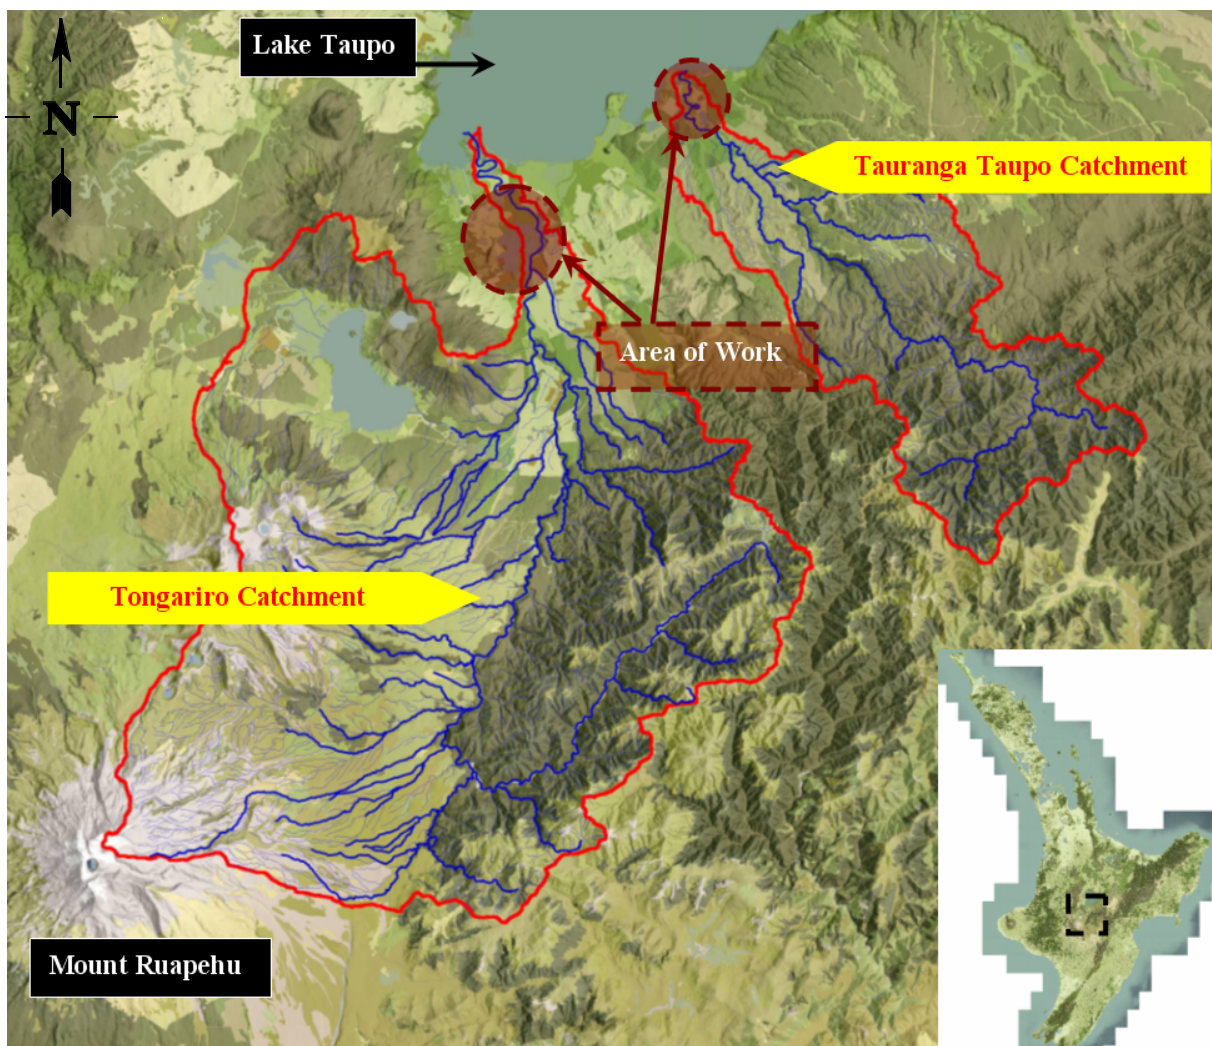 Lake Taupo
N
Tauranga Taupo Catchment
Area of Work
Tongariro Catchment
Mount Ruapehu